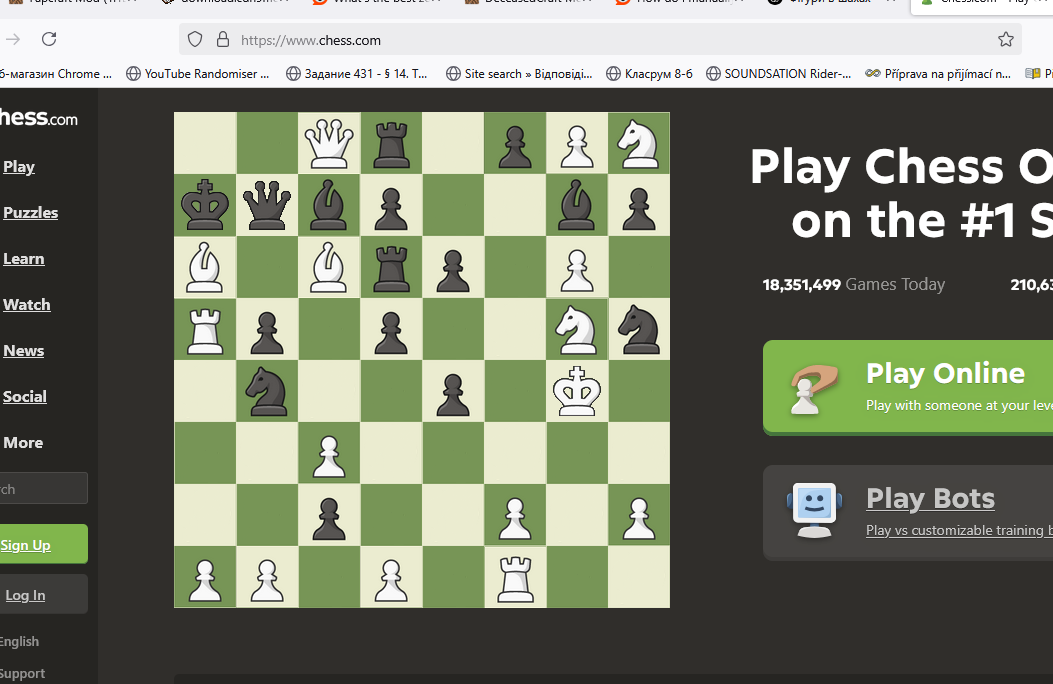 https://www.chess.com
б-магазин Chrome ...
YouTube Randomiser ...
Задание 431 - § 14. Т...
Site search » Відповіді...
Класрум 8-б
SOUNDSATION Rider-...
Příprava na přijímací n...
hess.com
Play
Puzzles
Learn
Watch
News
Social
More
rch
Sign Up
Log In
English
Support
Play Chess O
on the #1 S
18,351,499 Games Today
210,63
Play Online
Play with someone at your leve
Play Bots
Play vs customizable training b